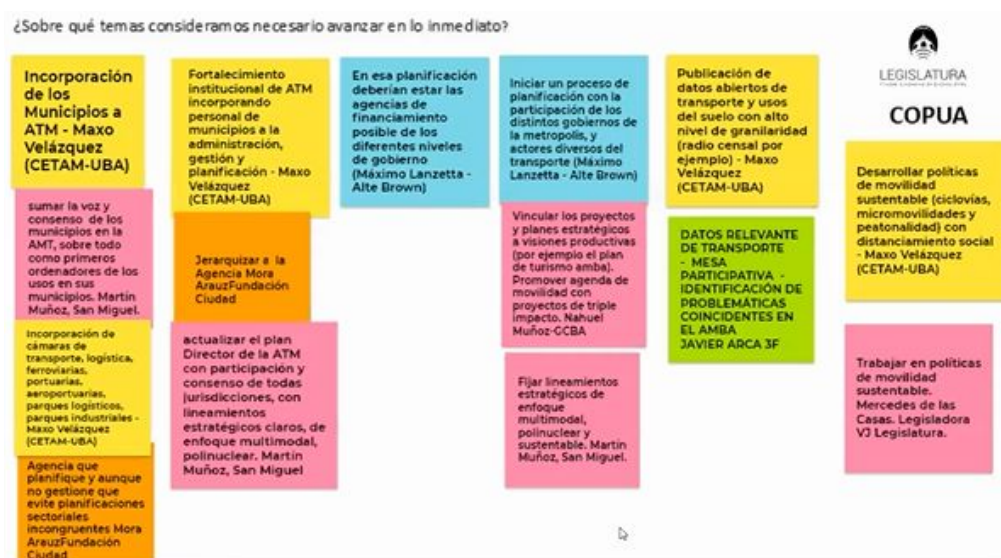 ¿Sobre qué temas consideramos necesario avanzar en lo inmediato?
Incorporación
de los
Municipios a
ATM - Maxo
Velázquez
(CETAM-UBA)
sumar la voz y
consenso de los
municipios en la
AMT, sobre todo
como primeros
ordenadores de los
usos en sus
municipios. Martín
Muñoz, San Miguel.
Incorporación de
cámaras de
transporte, logística,
ferroviarias,
portuarias,
aeroportuarias,
parques logísticos,
parques industriales -
Maxo Velázquez
(CETAM-UBA)
Agencia que
planifique y aunque
no gestione que
evite planificaciones
sectoriales
incongruentes Mora
ArauzFundación
Ciudad
Fortalecimiento
institucional de ATM
incorporando
personal de
municipios a la
administración,
gestión y
planificación - Maxo
Velázquez
(CETAM-UBA)
Jerarquizar a la
Agencia Mora
ArauzFundación
Ciudad
actualizar el plan
Director de la ATM
con participación y
consenso de todas
jurisdicciones, con
lineamientos
estratégicos claros, de
enfoque multimodal,
polinuclear. Martín
Muñoz, San Miguel
En esa planificación
deberían estar las
agencias de
financiamiento
posible de los
diferentes niveles
de gobierno
(Máximo Lanzetta -
Alte Brown)
Iniciar un proceso de
planificación con la
participación de los
distintos gobiernos de
la metropolis, y
actores diversos del
transporte (Máximo
Lanzetta - Alte Brown)
Vincular los proyectos
y planes estratégicos
a visiones productivas
(por ejemplo el plan
de turismo amba).
Promover agenda de
movilidad con
proyectos de triple
impacto. Nahuel
Muñoz-GCBA
Fijar lineamientos
estratégicos de
enfoque
multimodal,
polinuclear y
sustentable. Martín
Muñoz, San Miguel.
Publicación de
datos abiertos de
transporte y usos
del suelo con alto
nivel de granilaridad
(radio censal por
ejemplo) - Maxo
Velázquez
(CETAM-UBA)
DATOS RELEVANTE
DE TRANSPORTE
- MESA
PARTICIPATIVA -
IDENTIFICACIÓN DE
PROBLEMÁTICAS
COINCIDENTES EN
EL AMBA
JAVIER ARCA 3F
LEGISLATURA
COPUA
Desarrollar políticas
de movilidad
sustentable (ciclovías,
micromovilidades y
peatonalidad) con
distanciamiento social
- Maxo Velázquez
(CETAM-UBA)
Trabajar en políticas
de movilidad
sustentable.
Mercedes de las
Casas. Legisladora
VJ Legislatura.